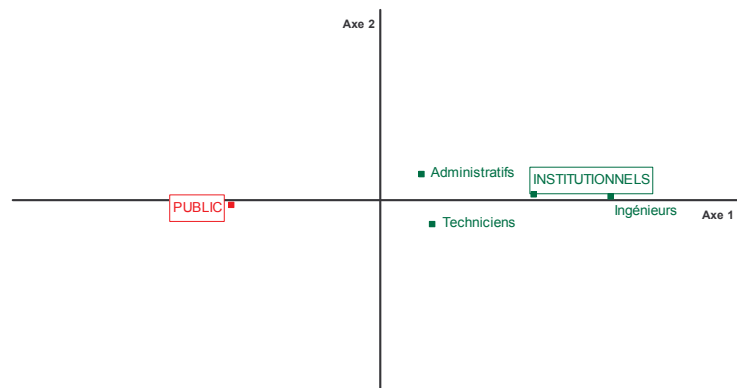 Axe 2
Administratifs
INSTITUTIONNELS
PUBLIC
Ingénieurs
Axe 1
Techniciens